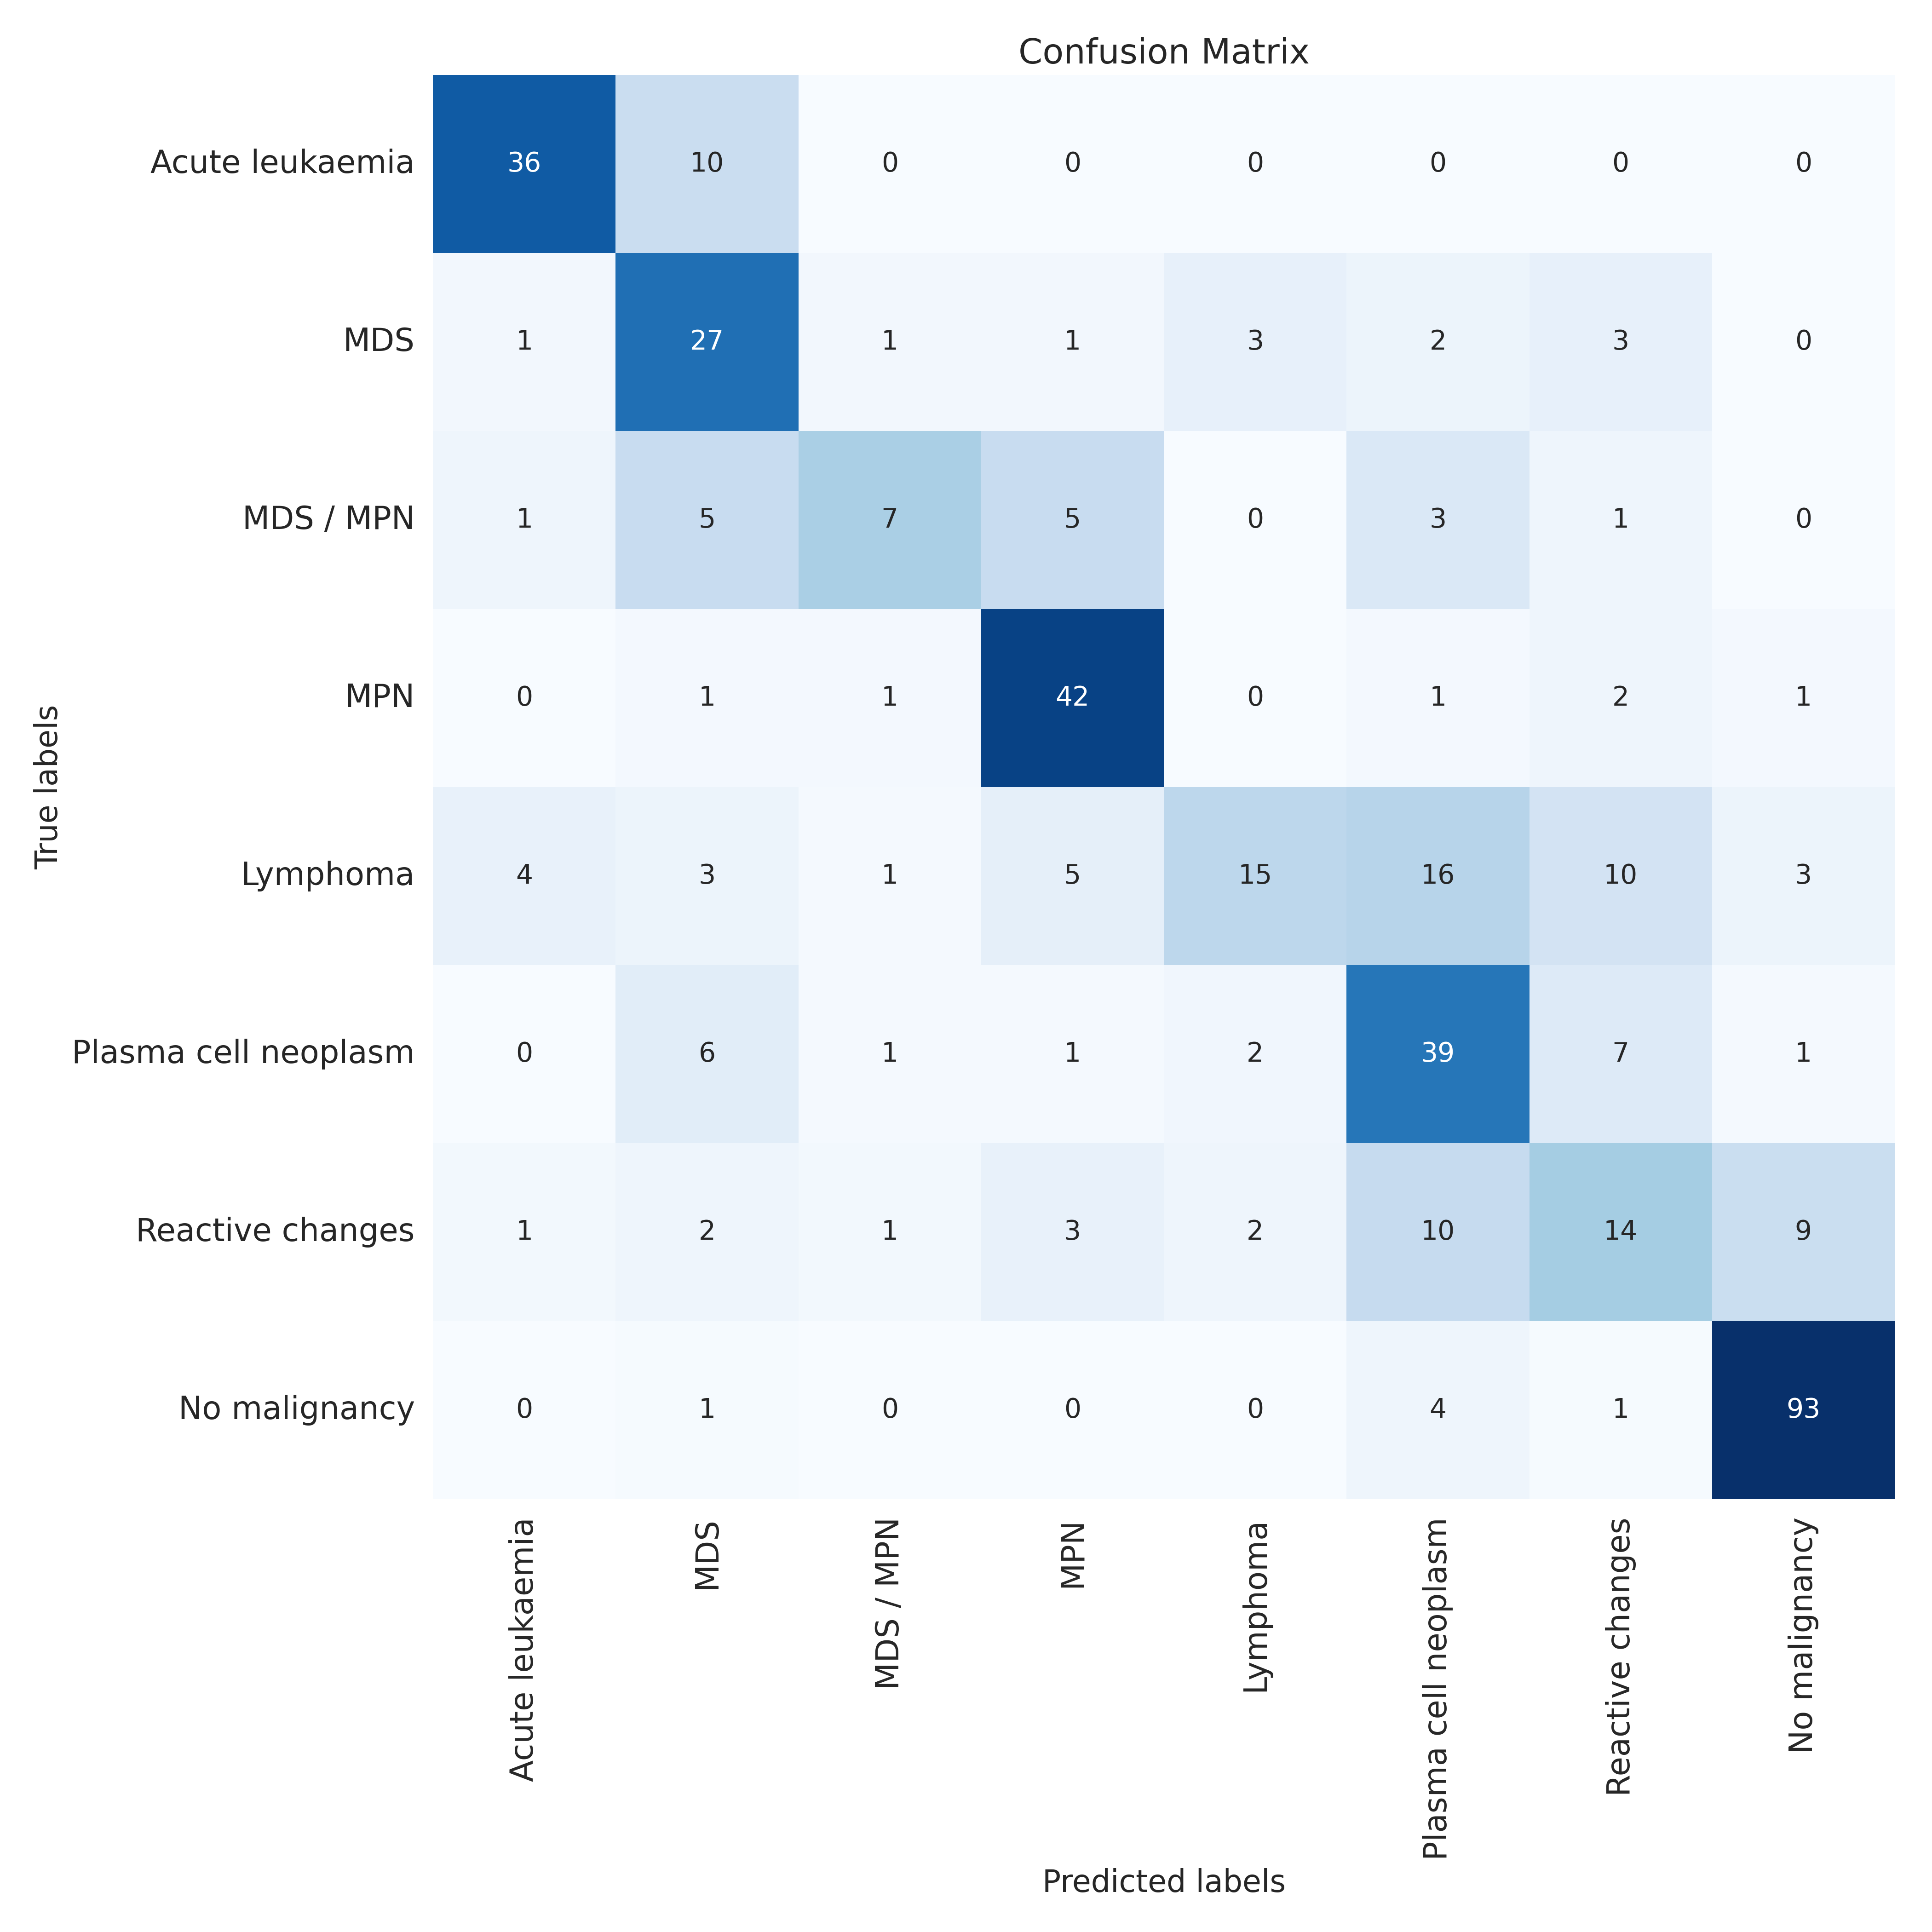 Confusion Matrix
True labels
Acute leukaemia 36 10 0 0 0 0 0 0
MDS 1 27 1 1 3 2 3 0
MDS / MPN 1 5 7 5 0 3 1 0
MPN 0 1 1 42 0 1 2 1
Lymphoma 4 3 1 5 15 16 10 3
Plasma cell neoplasm 0 6 1 1 2 39 7 1
Reactive changes 1 2 1 3 2 10 14 9
No malignancy 0 1 0 0 0 4 1 93
Acute leukaemia
MDS
MDS / MPN
MPN
Lymphoma
Plasma cell neoplasm
Reactive changes
No malignancy
Predicted labels